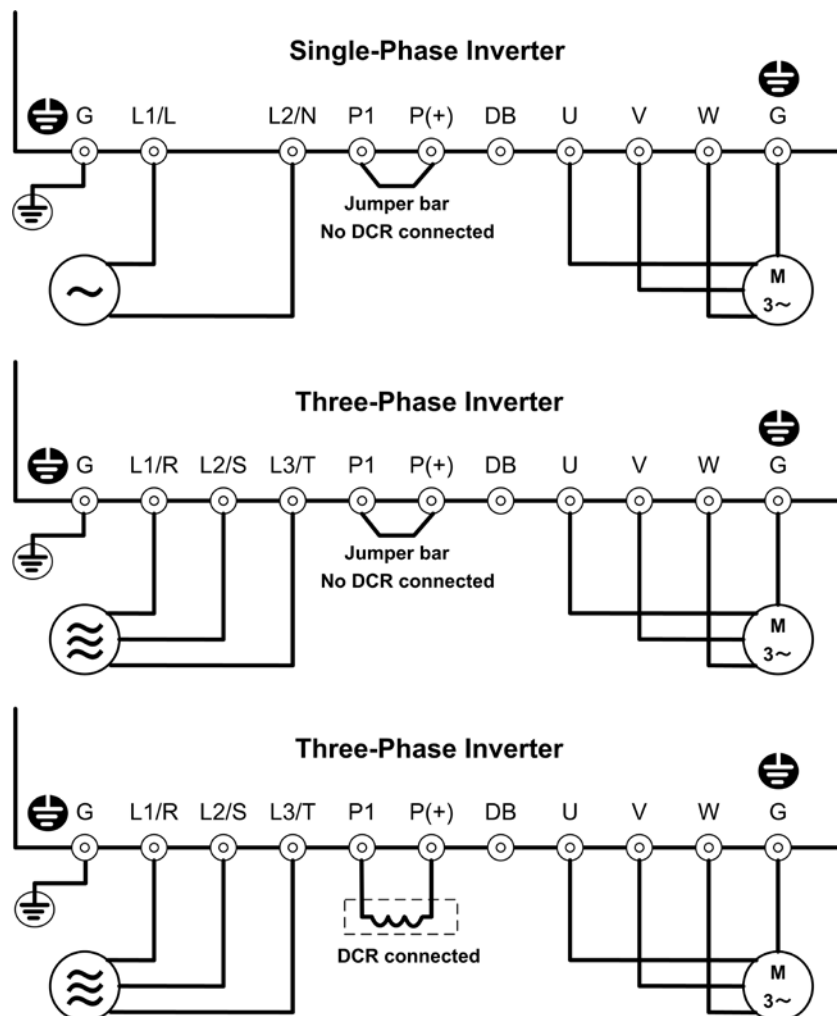 Single-Phase Inverter
G L1/L L2/N P1 P(+) DB U V W G
Jumper bar
No DCR connected
M
3~
Three-Phase Inverter
G L1/R L2/S L3/T P1 P(+) DB U V W G
Jumper bar
No DCR connected
M
3~
Three-Phase Inverter
G L1/R L2/S L3/T P1 P(+) DB U V W G
DCR connected
M
3~